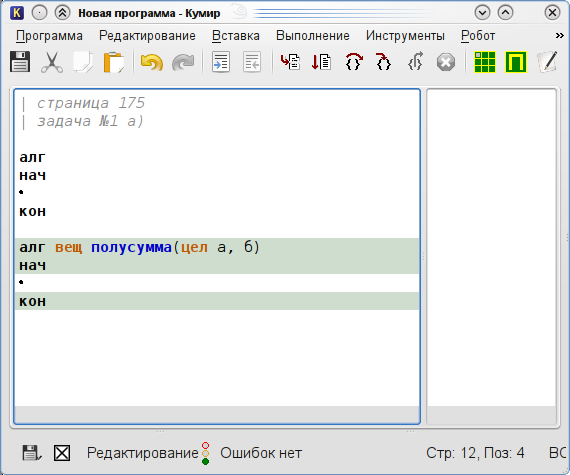 Новая программа - Кумир
Программа Редактирование Вставка Выполнение Инструменты Робот »
| страница 175
| задача №1 а)
алг
нач
•
кон
алг вещ полусумма(цел а, б)
нач
•
кон
Редактирование Ошибок нет Стр: 12, Поз: 4 ВС